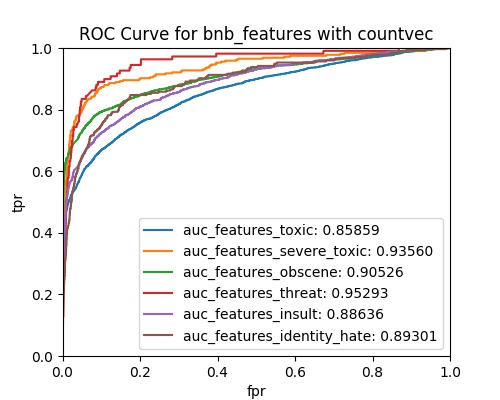 ROC Curve for bnb_features with countvec
1.0
0.8
0.6
0.4
0.2
0.0
tpr
auc_features_toxic: 0.85859
auc_features_severe_toxic: 0.93560
auc_features_obscene: 0.90526
auc_features_threat: 0.95293
auc_features_insult: 0.88636
auc_features_identity_hate: 0.89301
0.0 0.2 0.4 0.6 0.8 1.0
fpr